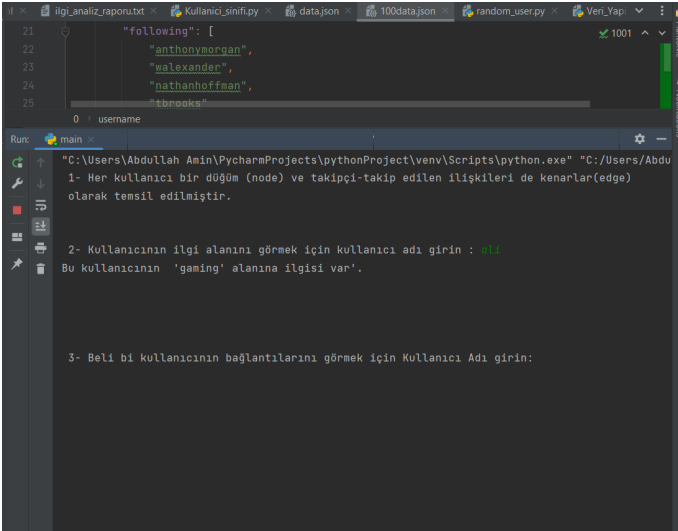 ilgi_analiz_raporu.txt Kullanici_sinifi.py data.json 100data.json random_user.py Veri_Yapı
21 "following": [ 1001
22 "anthonymorgan",
23 "walexander",
24 "nathanhoffman",
25 "tbrooks"
0 username
Run: main
"C:\Users\Abdullah Amin\PycharmProjects\pythonProject\venv\Scripts\python.exe" "C:/Users/Abdu
1- Her kullanıcı bir düğüm (node) ve takipçi-takip edilen ilişkileri de kenarlar(edge)
olarak temsil edilmiştir.
2- Kullanıcının ilgi alanını görmek için kullanıcı adı girin : ali
Bu kullanıcının 'gaming' alanına ilgisi var'.
3- Beli bi kullanıcının bağlantılarını görmek için Kullanıcı Adı girin: